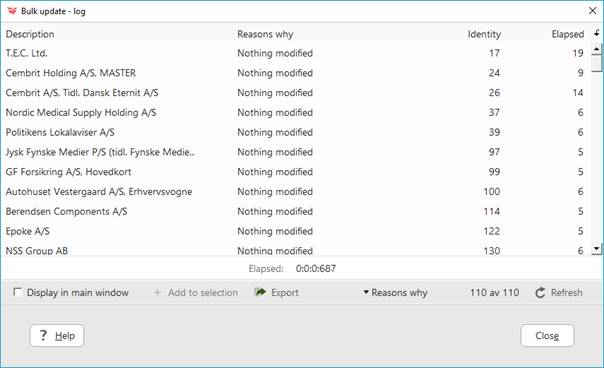 Bulk update - log
Description Reasons why Identity Elapsed
T.E.C. Ltd. Nothing modified 17 19
Cembrit Holding A/S, MASTER Nothing modified 24 9
Cembrit A/S, Tidl. Dansk Eternit A/S Nothing modified 26 14
Nordic Medical Supply Holding A/S Nothing modified 37 6
Politikens Lokalaviser A/S Nothing modified 39 6
Jysk Fynske Medier P/S (tidl. Fynske Medie.. Nothing modified 97 5
GF Forsikring A/S, Hovedkort Nothing modified 99 5
Autohuset Vestergaard A/S, Erhvervsvogne Nothing modified 100 6
Berendsen Components A/S Nothing modified 114 5
Epoke A/S Nothing modified 122 5
NSS Group AB Nothing modified 130 6
Elapsed: 0:0:0:687
Display in main window + Add to selection Export Reasons why 110 av 110 Refresh
? Help Close